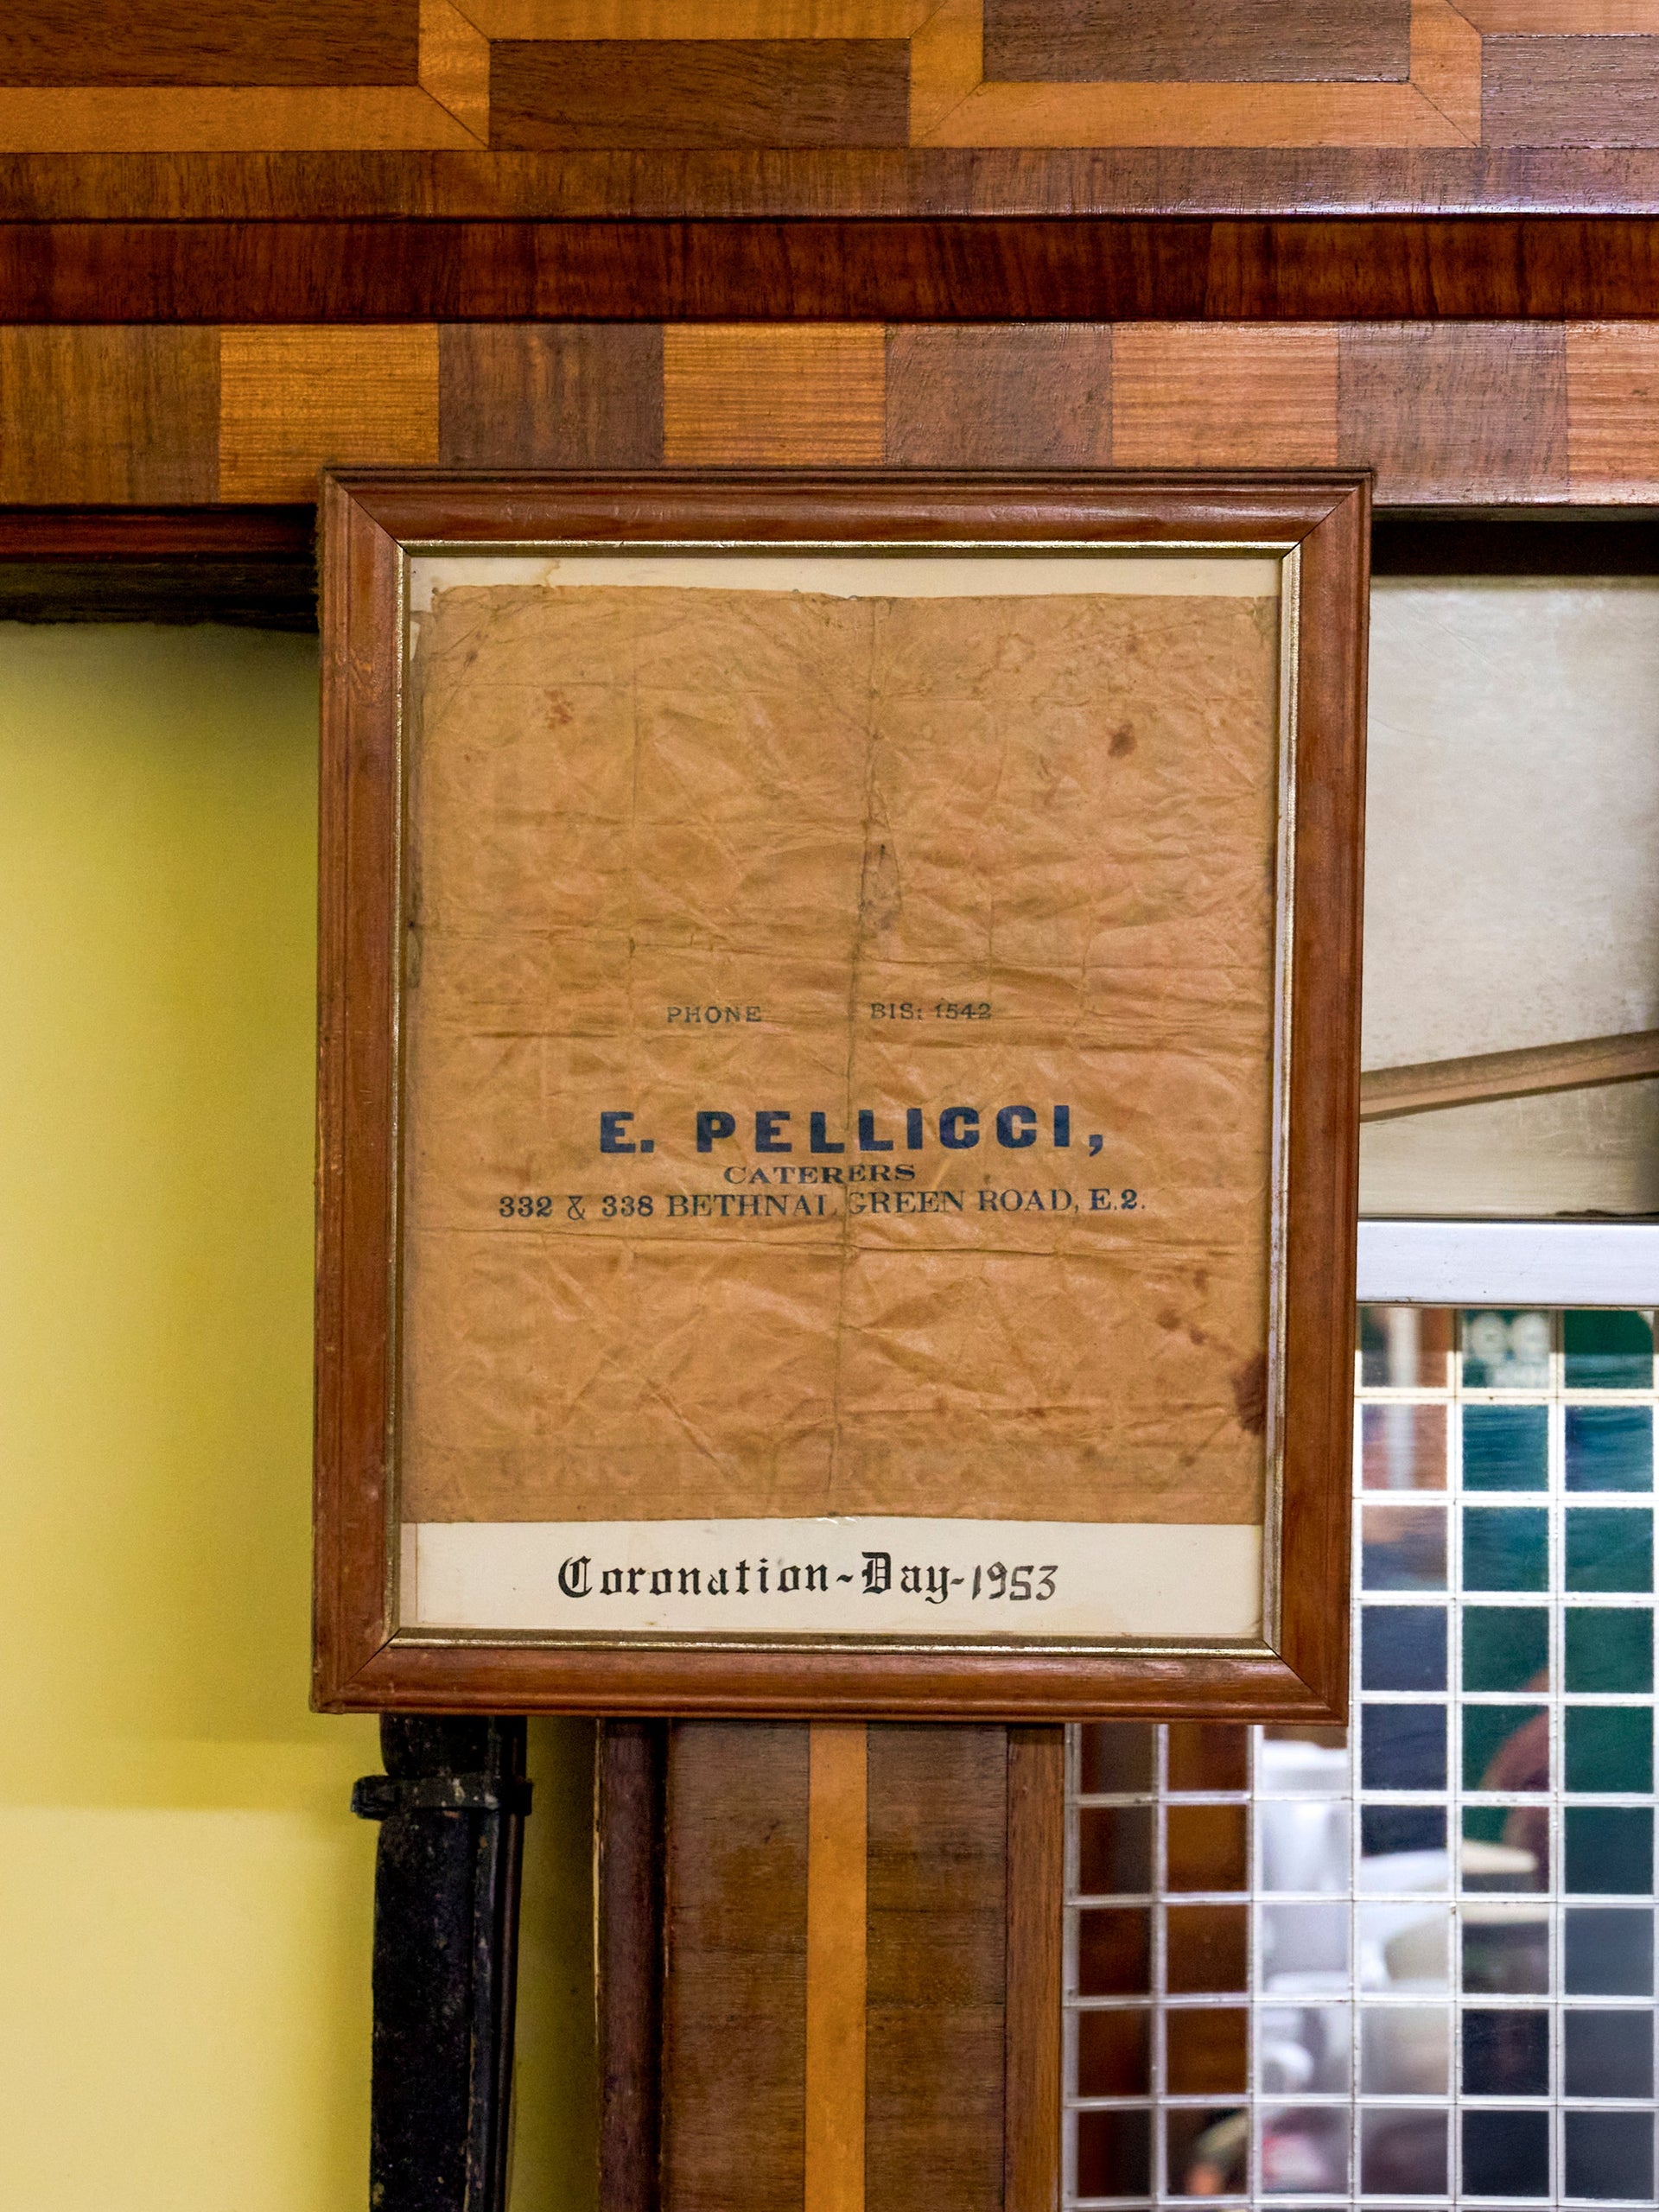 PHONE BIS: 1542
E. PELLICCI,
CATERERS
332 & 338 BETHNAL GREEN ROAD, E.2.
Coronation-Day-1953